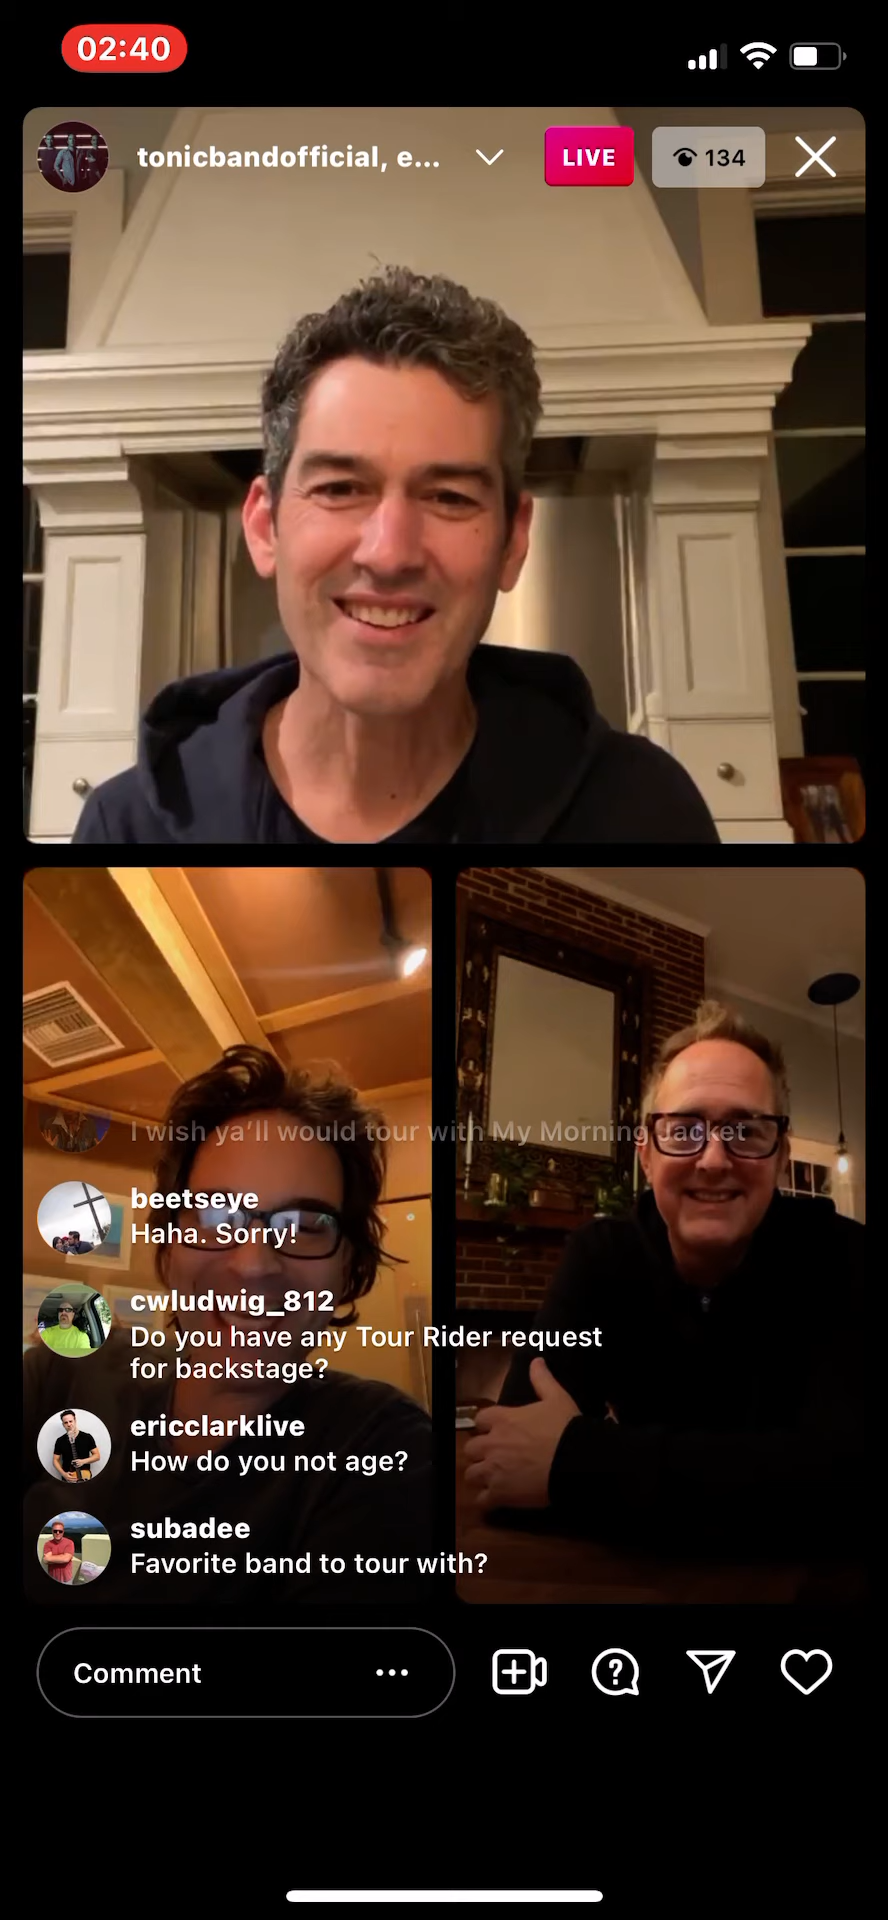 02:40
tonicbandofficial, e...
LIVE
134
I wish ya'll would tour with My Morning Jacket
beetseye
Haha. Sorry!
cwludwig_812
Do you have any Tour Rider request
for backstage?
ericclarklive
How do you not age?
subadee
Favorite band to tour with?
Comment